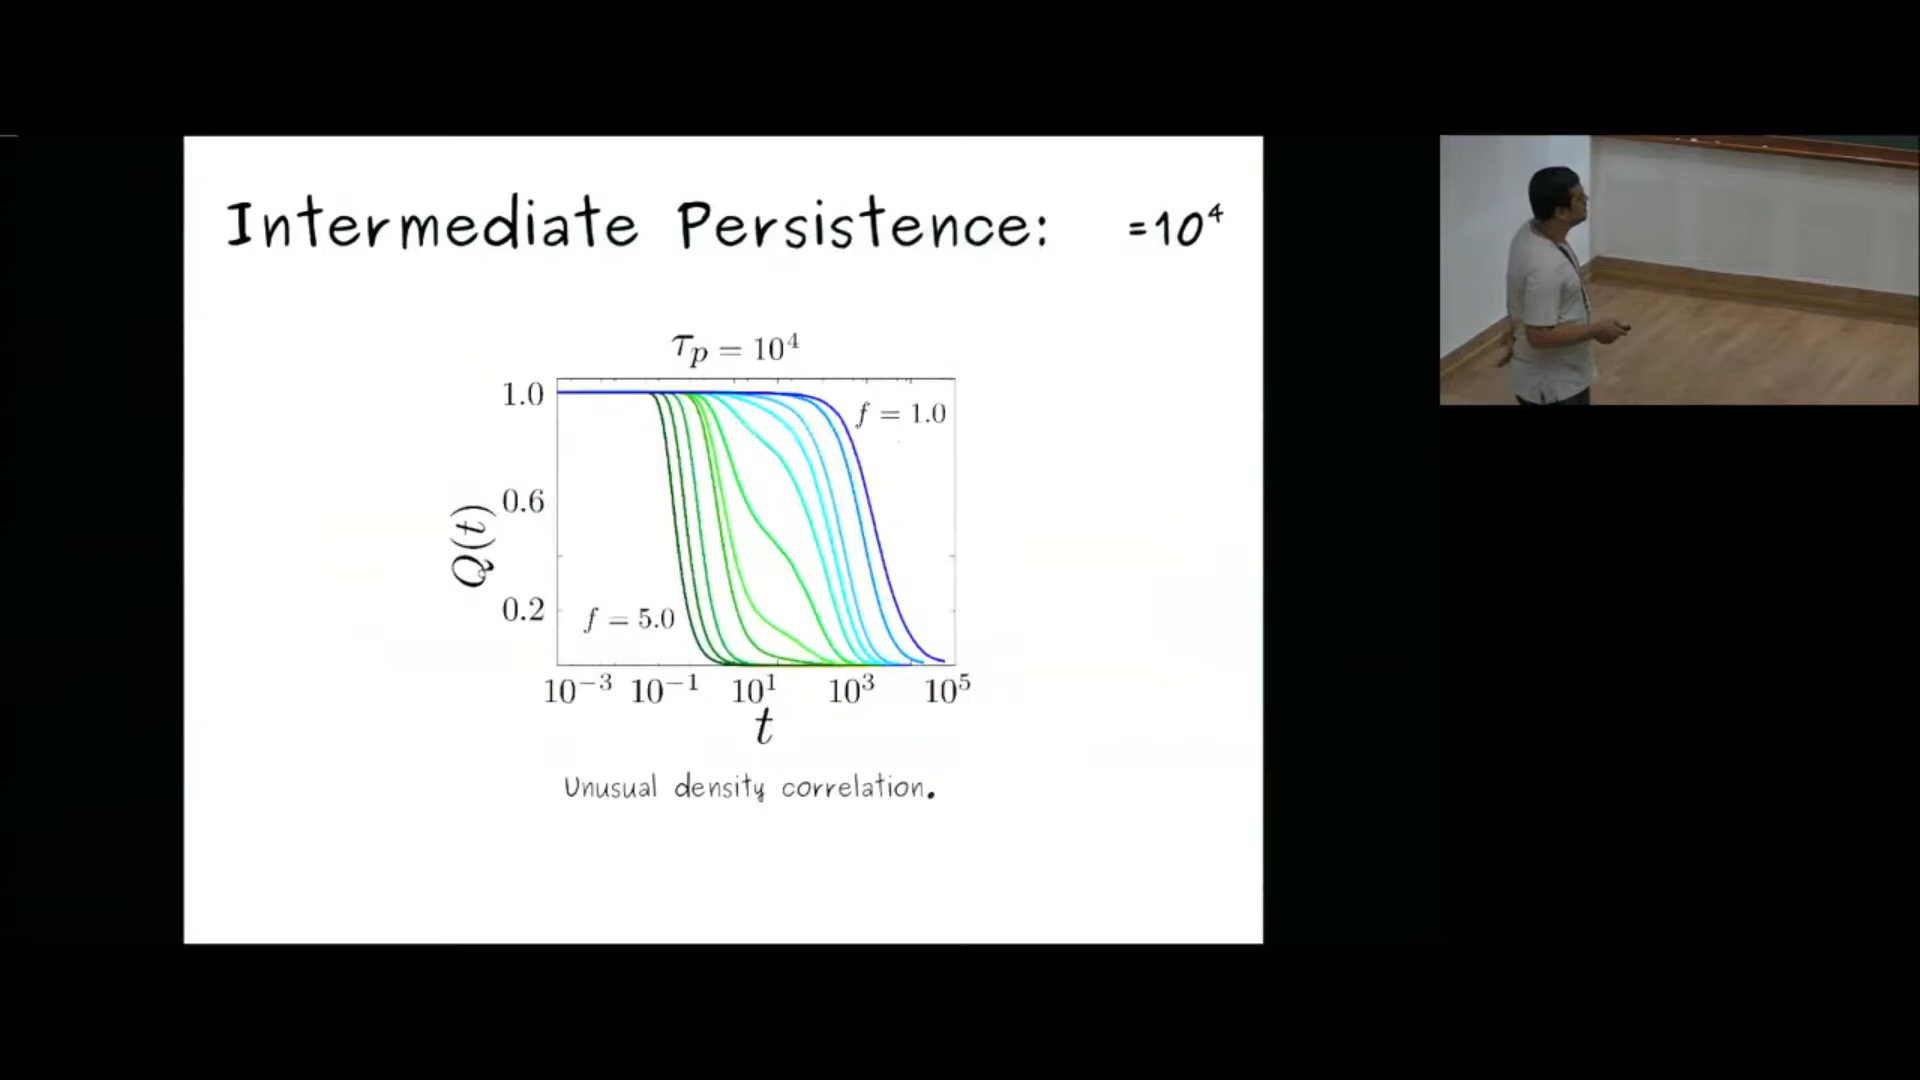 Intermediate Persistence: =10⁴
τₚ = 10⁴
1.0
f = 1.0
0.6
Q(t)
0.2
f = 5.0
10⁻³ 10⁻¹ 10¹ 10³ 10⁵
t
Unusual density correlation.